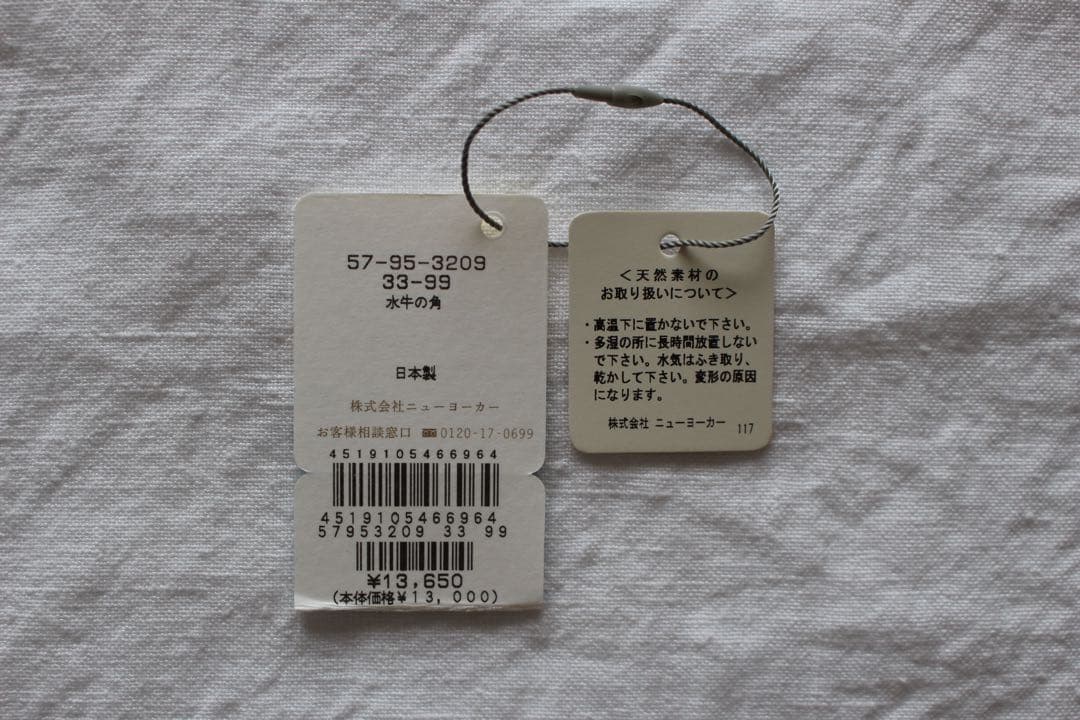 57-95-3209
33-99
水牛の角
日本製
株式会社ニューヨーカー
お客様相談窓口 0120-17-0699
4519105466964
4519105466964
57953209 33 99
¥13,650
(本体価格¥13,000)
＜天然素材の
お取り扱いについて＞
・高温下に置かないで下さい。
・多湿の所に長時間放置しない
で下さい。水気はふき取り、
乾かして下さい。変形の原因
になります。
株式会社 ニューヨーカー
117